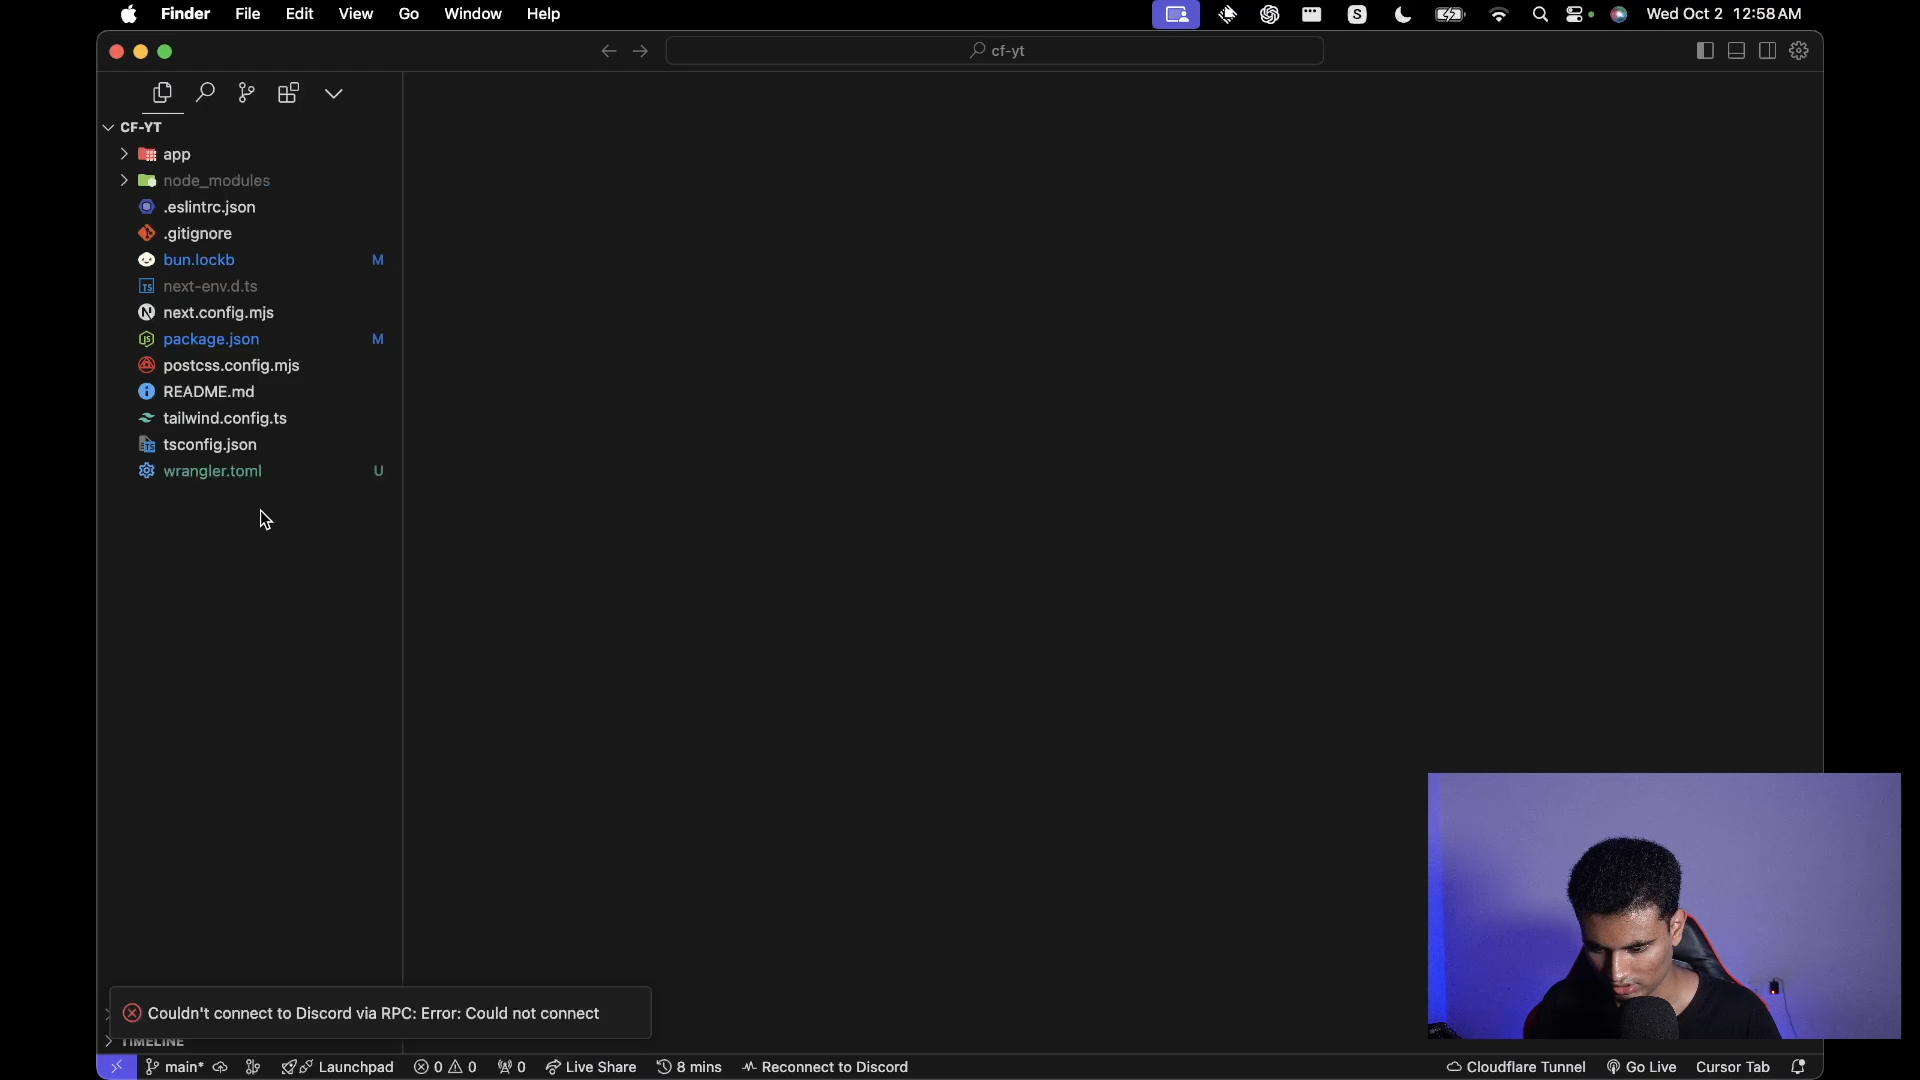 Finder File Edit View Go Window Help
S
Wed Oct 2 12:58 AM
cf-yt
CF-YT
app
node_modules
.eslintrc.json
.gitignore
bun.lockb M
TS next-env.d.ts
N next.config.mjs
JS package.json M
postcss.config.mjs
i README.md
tailwind.config.ts
TS tsconfig.json
wrangler.toml U
Couldn't connect to Discord via RPC: Error: Could not connect
TIMELINE
main* Launchpad 0 0 0 Live Share 8 mins Reconnect to Discord
Cloudflare Tunnel Go Live Cursor Tab